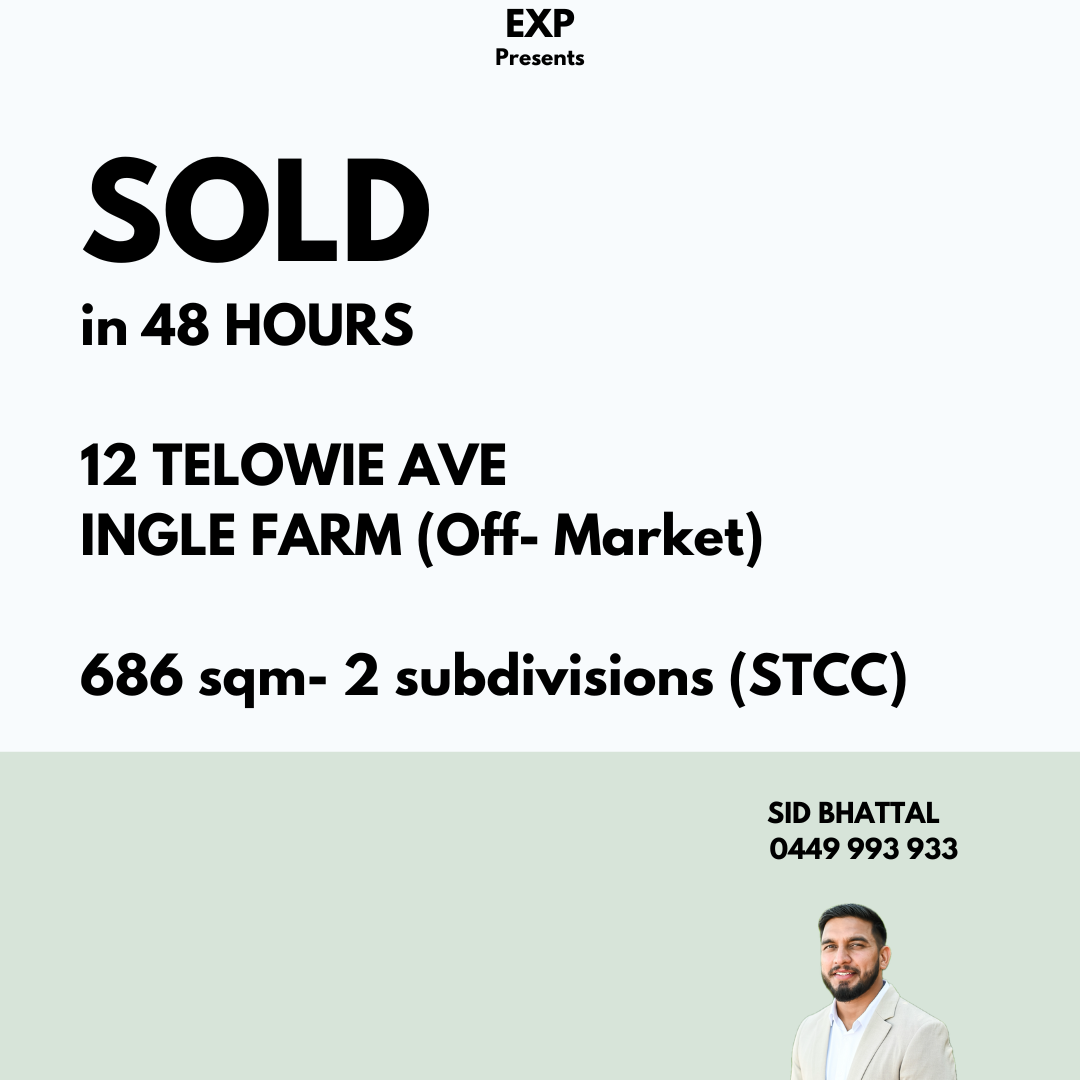 EXP
Presents
SOLD
in 48 HOURS
12 TELOWIE AVE
INGLE FARM (Off- Market)
686 sqm- 2 subdivisions (STCC)
SID BHATTAL
0449 993 933